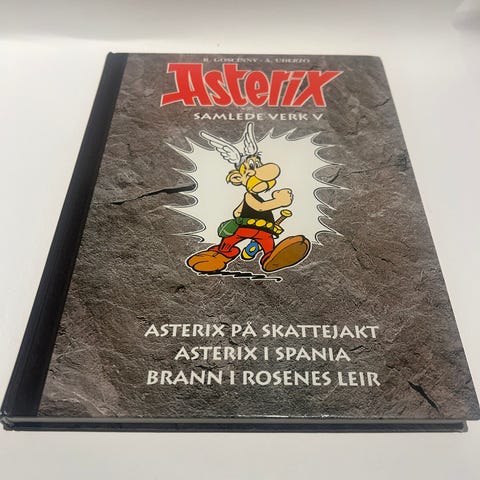 R. GOSCINNY - A. UDERZO
Asterix
SAMLEDE VERK V
ASTERIX PÅ SKATTEJAKT
ASTERIX I SPANIA
BRANN I ROSENES LEIR